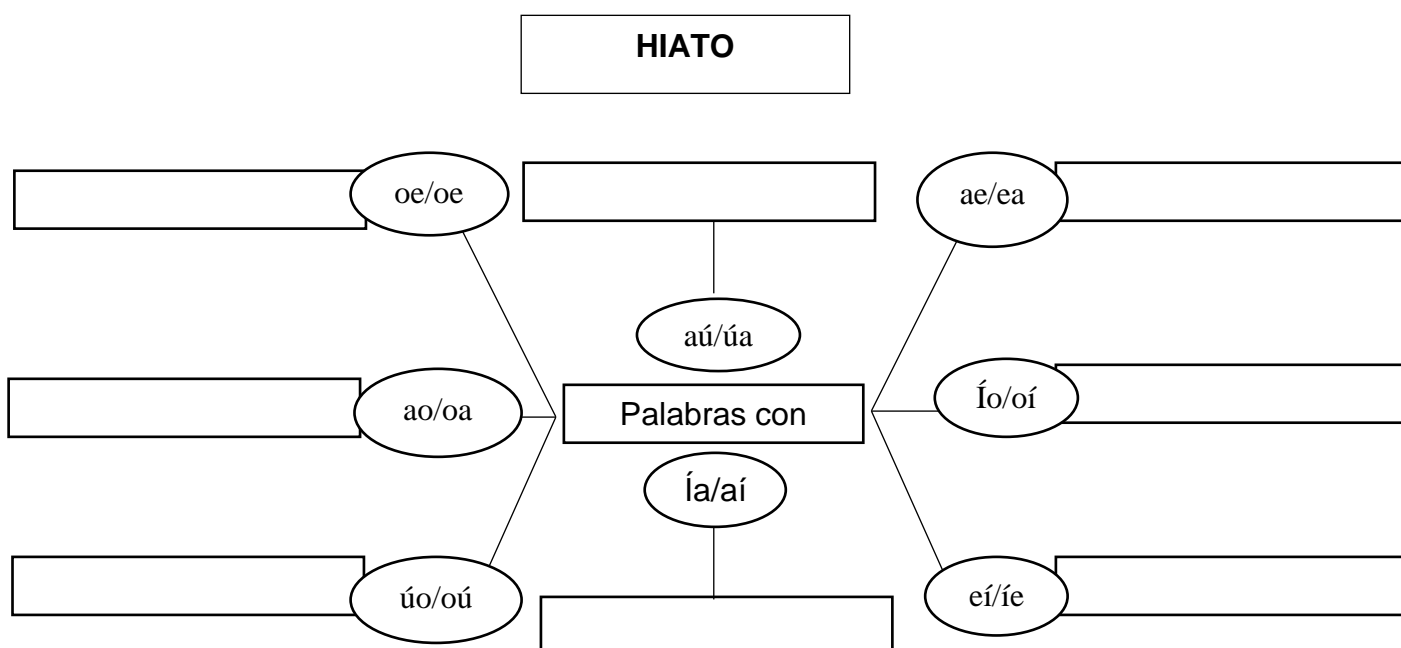 HIATO
oe/oe
ae/ea
aú/úa
ao/oa
Palabras con
Ío/oí
Ía/aí
úo/oú
eí/íe